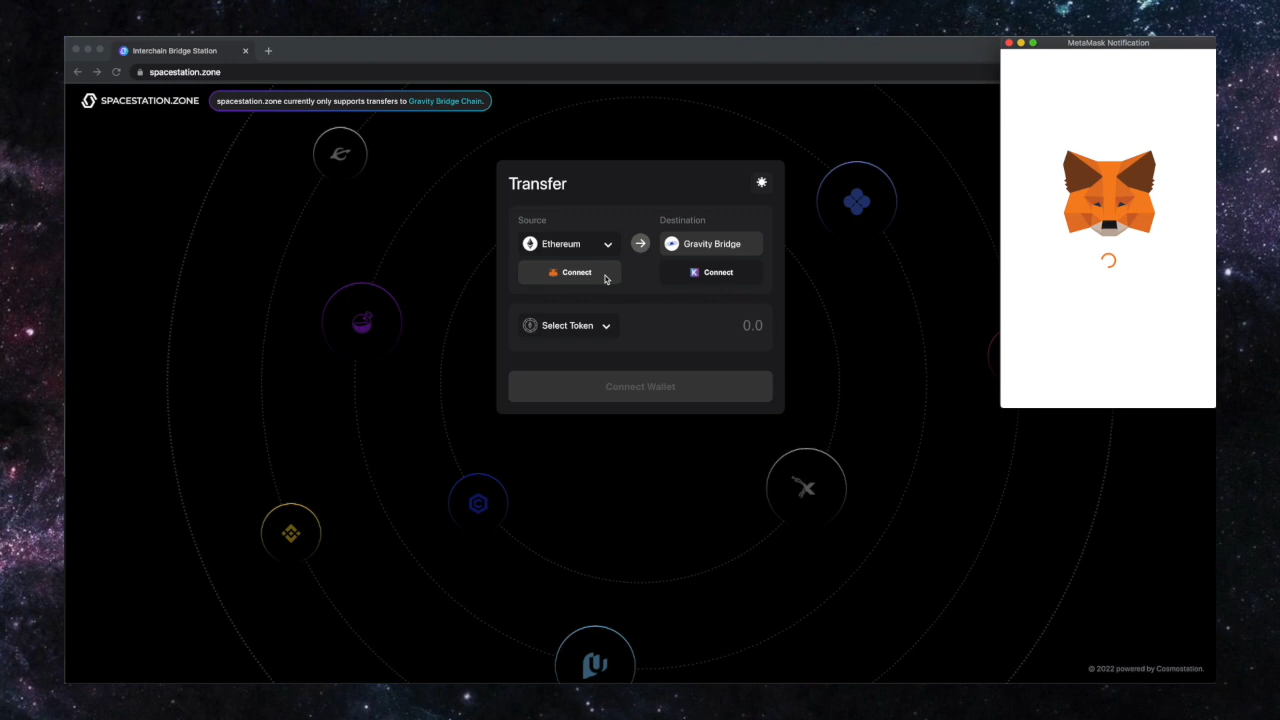 Interchain Bridge Station
MetaMask Notification
spacestation.zone
SPACESTATION.ZONE
spacestation.zone currently only supports transfers to Gravity Bridge Chain.
Transfer
Source
Destination
Ethereum
Gravity Bridge
Connect
K Connect
Select Token
0.0
Connect Wallet
© 2022 powered by Cosmostation.